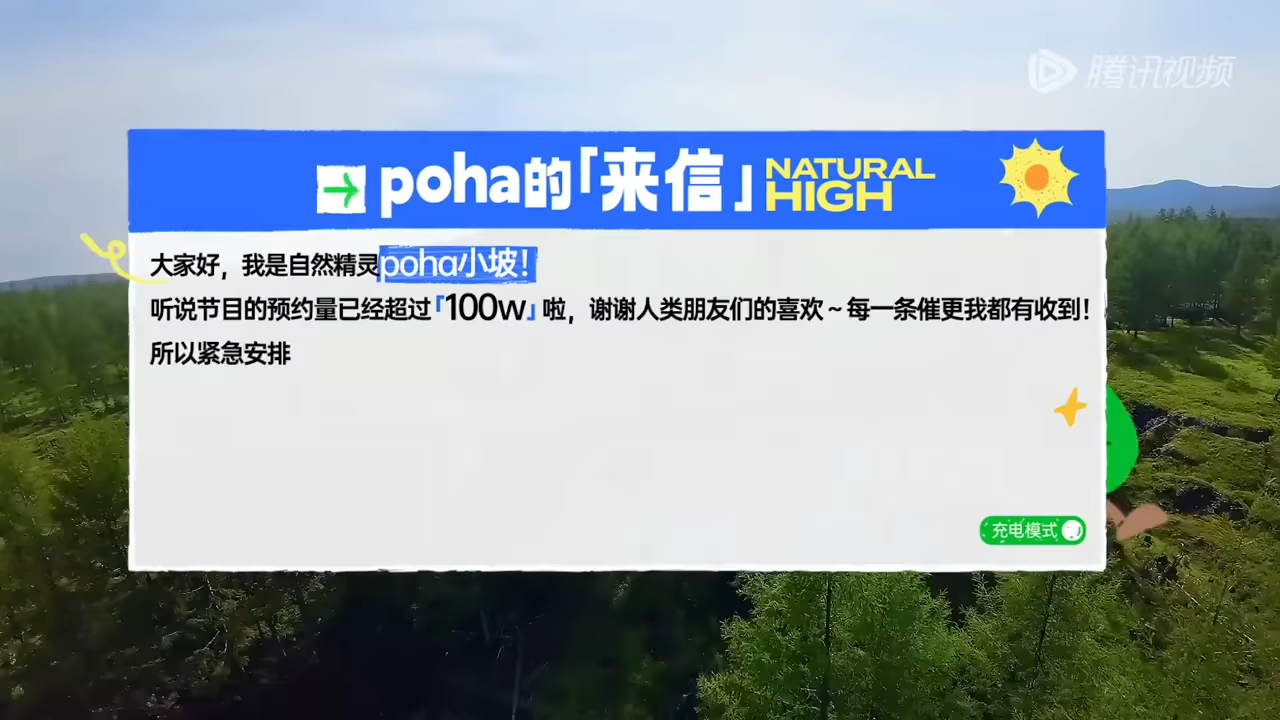 腾讯视频
poha的「来信」 NATURAL HIGH
大家好，我是自然精灵poha小坡！
听说节目的预约量已经超过「100w」啦，谢谢人类朋友们的喜欢~每一条催更我都有收到！
所以紧急安排
充电模式